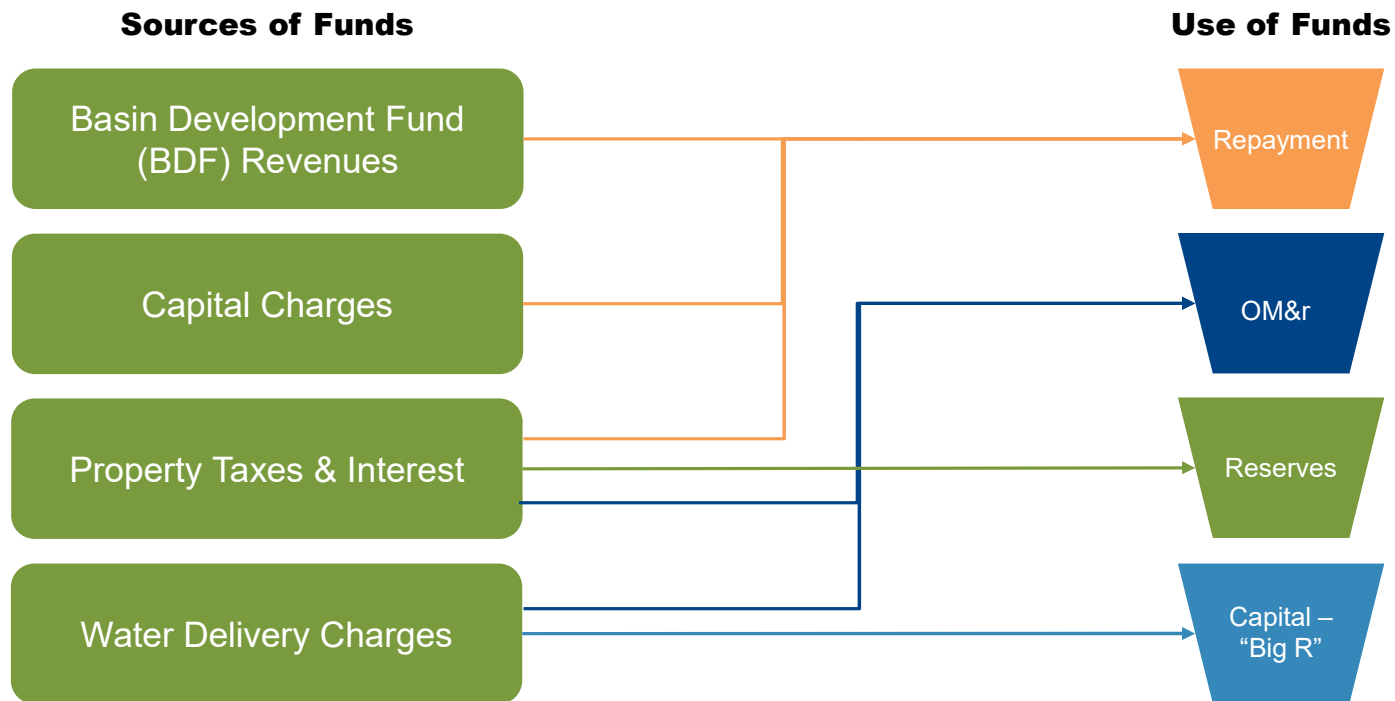 Sources of Funds
Use of Funds
Basin Development Fund
(BDF) Revenues
Repayment
Capital Charges
OM&r
Property Taxes & Interest
Reserves
Water Delivery Charges
Capital –
“Big R”